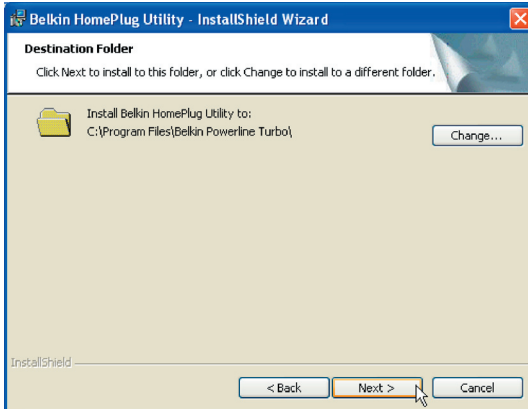 Belkin HomePlug Utility - InstallShield Wizard
Destination Folder
Click Next to install to this folder, or click Change to install to a different folder.
Install Belkin HomePlug Utility to:
C:\Program Files\Belkin Powerline Turbo\
Change...
InstallShield
< Back
Next >
Cancel